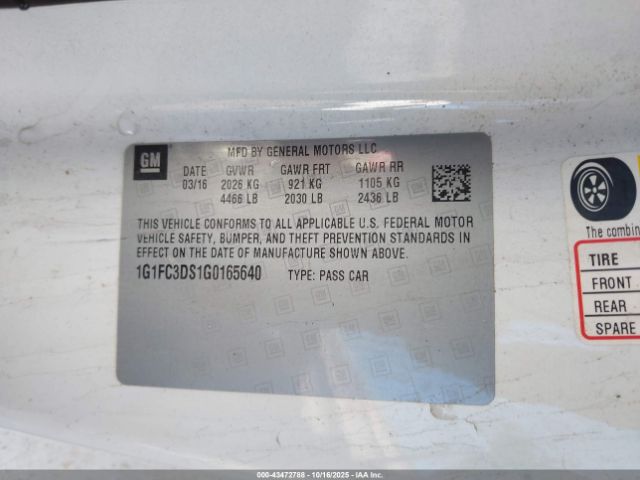 GM
MFD BY GENERAL MOTORS LLC
DATE GVWR GAWR FRT GAWR RR
03/16 2026 KG 921 KG 1105 KG
4466 LB 2030 LB 2436 LB
THIS VEHICLE CONFORMS TO ALL APPLICABLE U.S. FEDERAL MOTOR
VEHICLE SAFETY, BUMPER, AND THEFT PREVENTION STANDARDS IN
EFFECT ON THE DATE OF MANUFACTURE SHOWN ABOVE.
1G1FC3DS1G0165640 TYPE: PASS CAR
The combin
TIRE
FRONT
REAR
SPARE
000-43472788 - 10/16/2025 - IAAI.COM